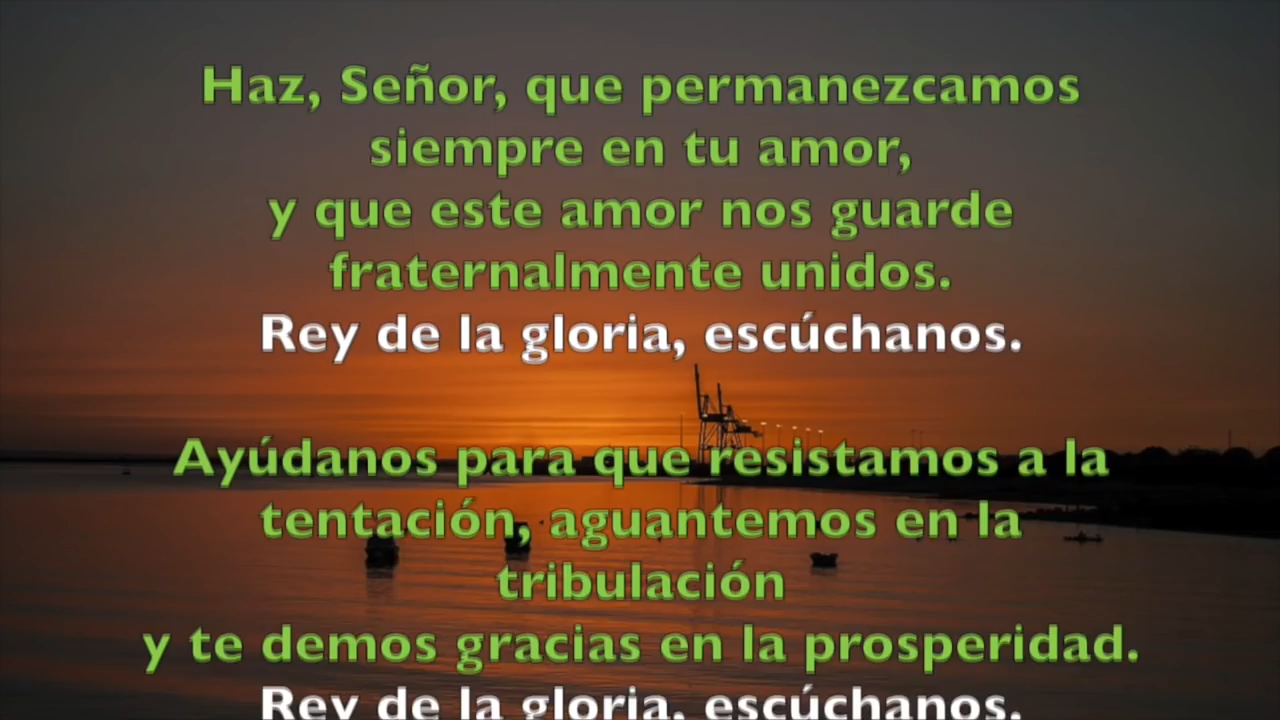 Haz, Señor, que permanezcamos
siempre en tu amor,
y que este amor nos guarde
fraternalmente unidos.
Rey de la gloria, escúchanos.
Ayúdanos para que resistamos a la
tentación, aguantemos en la
tribulación
y te demos gracias en la prosperidad.
Rey de la gloria, escúchanos.